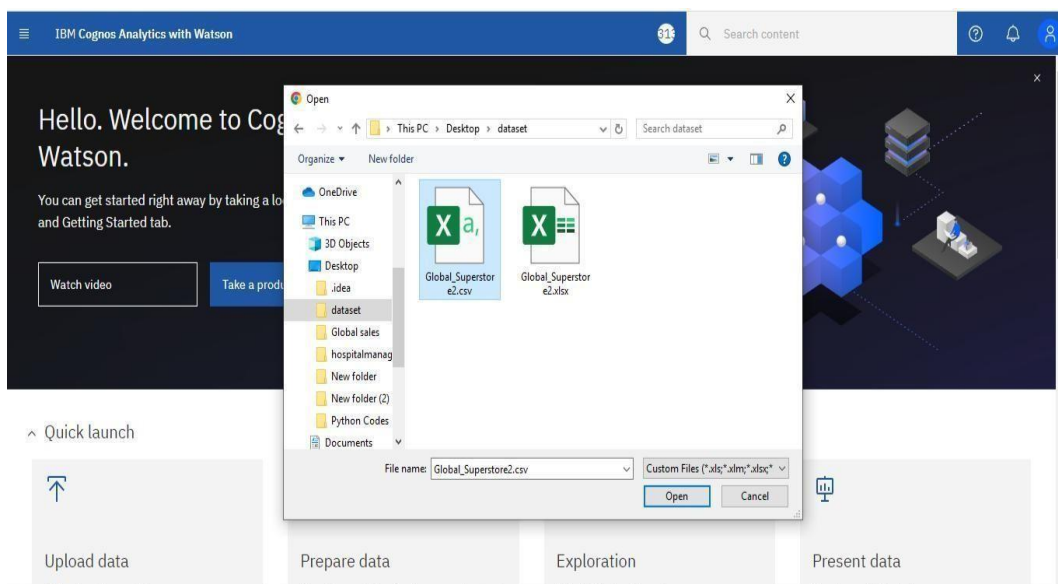 IBM Cognos Analytics with Watson
Search content
Hello. Welcome to Cog
Watson.
You can get started right away by taking a lo
and Getting Started tab.
Watch video
Take a produ
Open
This PC
Desktop
dataset
Search dataset
Organize
New folder
OneDrive
This PC
3D Objects
Desktop
.idea
dataset
Global sales
hospitalmanag
New folder
New folder (2)
Python Codes
Documents
Global_Superstor
e2.csv
Global_Superstor
e2.xlsx
File name:
Global_Superstore2.csv
Custom Files (*.xls;*.xlm;*.xlsx;*
Open
Cancel
Quick launch
Upload data
Prepare data
Exploration
Present data